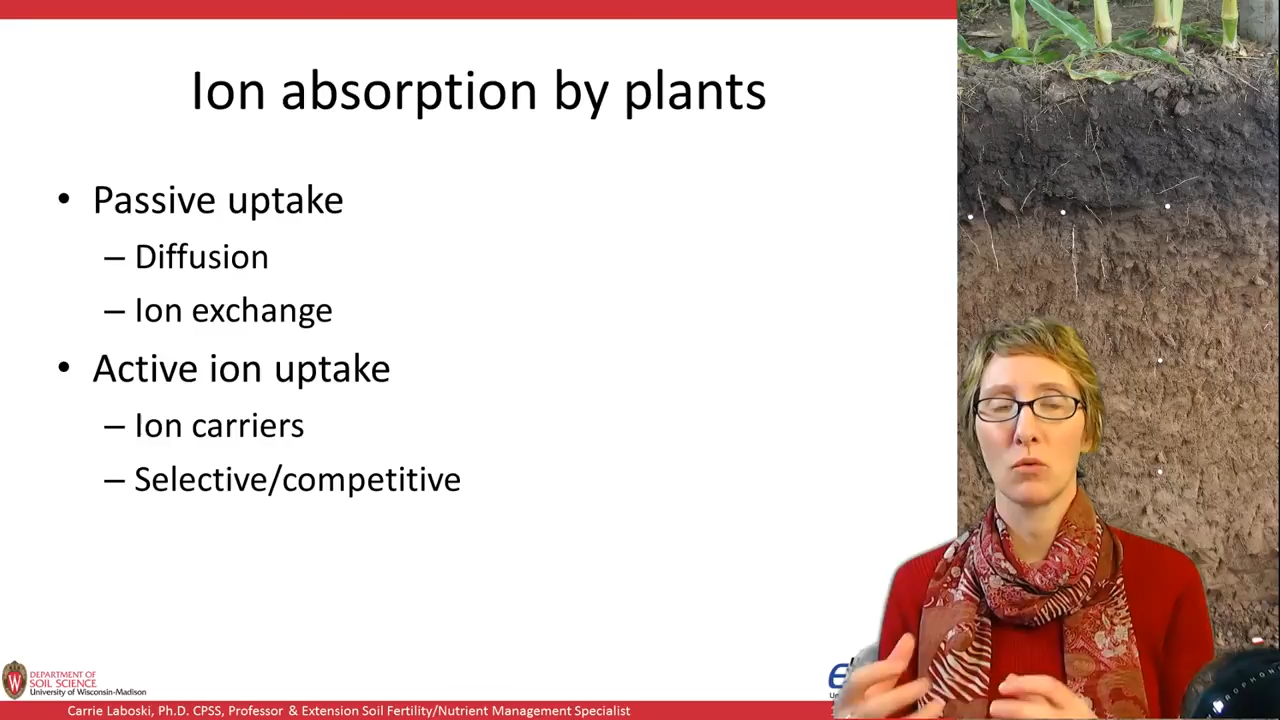 Ion absorption by plants
• Passive uptake
– Diffusion
– Ion exchange
• Active ion uptake
– Ion carriers
– Selective/competitive
DEPARTMENT OF
SOIL SCIENCE
University of Wisconsin-Madison
Carrie Laboski, Ph.D. CPSS, Professor & Extension Soil Fertility/Nutrient Management Specialist